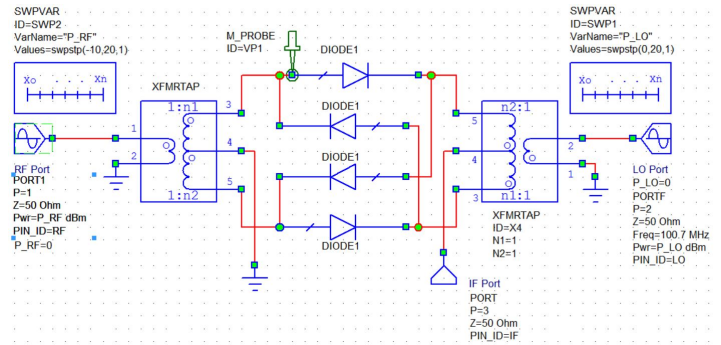 SWPVAR
ID=SWP2
VarName="P_RF"
Values=swpstp(-10,20,1)
Xo . . . Xn
XFMRTAP
1:n1
1
2
3
4
5
1:n2
RF Port
PORT1
P=1
Z=50 Ohm
Pwr=P_RF dBm
PIN_ID=RF
P_RF=0
M_PROBE
ID=VP1
DIODE1
DIODE1
DIODE1
DIODE1
SWPVAR
ID=SWP1
VarName="P_LO"
Values=swpstp(0,20,1)
Xo . . . Xn
n2:1
5
4
3
2
1
n1:1
XFMRTAP
ID=X4
N1=1
N2=1
IF Port
PORT
P=3
Z=50 Ohm
PIN_ID=IF
LO Port
P_LO=0
PORTF
P=2
Z=50 Ohm
Freq=100.7 MHz
Pwr=P_LO dBm
PIN_ID=LO